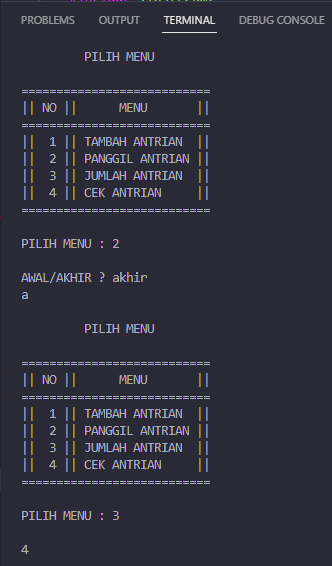 PROBLEMS OUTPUT TERMINAL DEBUG CONSOLE
PILIH MENU
===========================
|| NO || MENU ||
===========================
|| 1 || TAMBAH ANTRIAN ||
|| 2 || PANGGIL ANTRIAN ||
|| 3 || JUMLAH ANTRIAN ||
|| 4 || CEK ANTRIAN ||
===========================
PILIH MENU : 2
AWAL/AKHIR ? akhir
a
PILIH MENU
===========================
|| NO || MENU ||
===========================
|| 1 || TAMBAH ANTRIAN ||
|| 2 || PANGGIL ANTRIAN ||
|| 3 || JUMLAH ANTRIAN ||
|| 4 || CEK ANTRIAN ||
===========================
PILIH MENU : 3
4